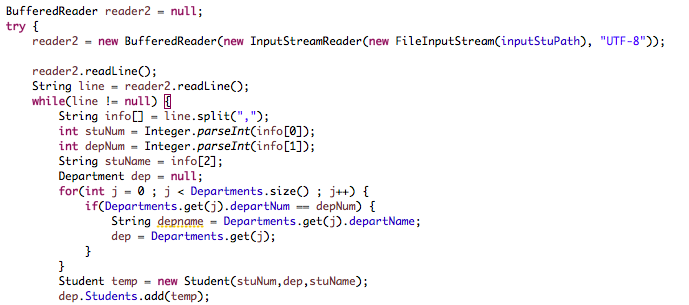 BufferedReader reader2 = null;
try {
    reader2 = new BufferedReader(new InputStreamReader(new FileInputStream(inputStuPath), "UTF-8"));

    reader2.readLine();
    String line = reader2.readLine();
    while(line != null) {
        String info[] = line.split(",");
        int stuNum = Integer.parseInt(info[0]);
        int depNum = Integer.parseInt(info[1]);
        String stuName = info[2];
        Department dep = null;
        for(int j = 0 ; j < Departments.size() ; j++) {
            if(Departments.get(j).departNum == depNum) {
                String depname = Departments.get(j).departName;
                dep = Departments.get(j);
            }
        }
        Student temp = new Student(stuNum,dep,stuName);
        dep.Students.add(temp);